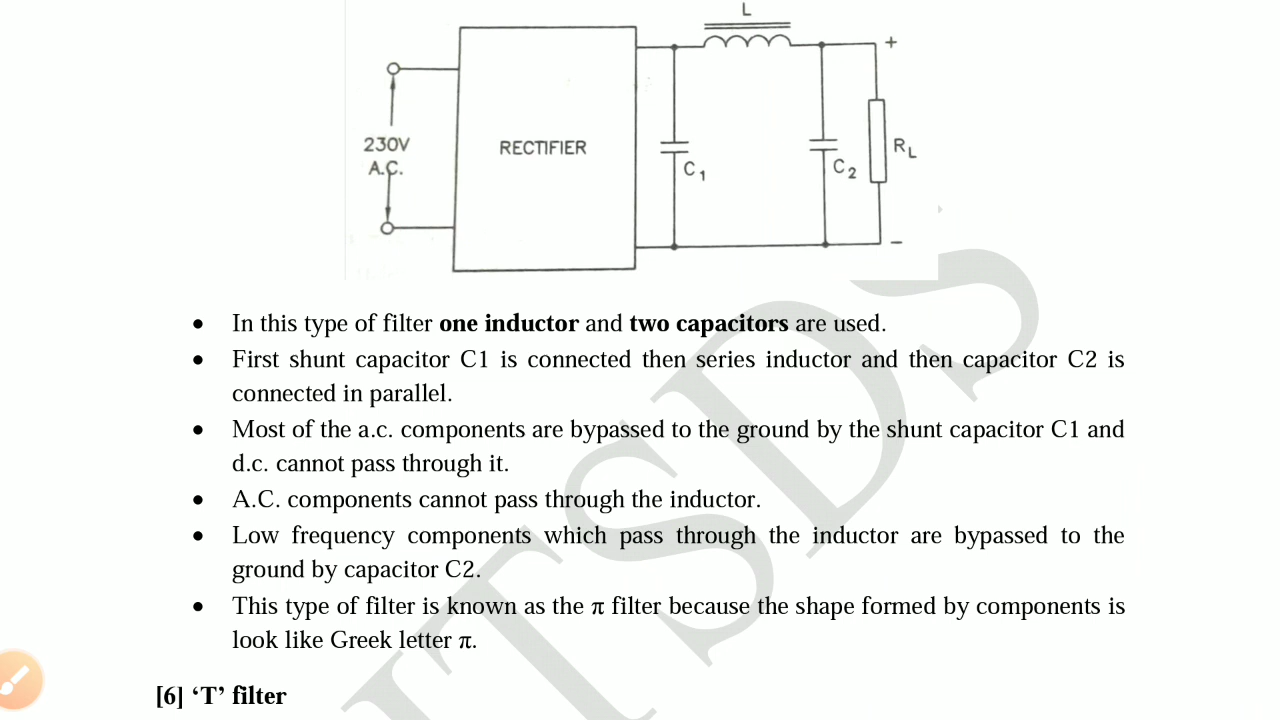 L
+
230V
A.C.
RECTIFIER
C1
C2
RL
–
• In this type of filter one inductor and two capacitors are used.
• First shunt capacitor C1 is connected then series inductor and then capacitor C2 is
connected in parallel.
• Most of the a.c. components are bypassed to the ground by the shunt capacitor C1 and
d.c. cannot pass through it.
• A.C. components cannot pass through the inductor.
• Low frequency components which pass through the inductor are bypassed to the
ground by capacitor C2.
• This type of filter is known as the π filter because the shape formed by components is
look like Greek letter π.
[6] ‘T’ filter